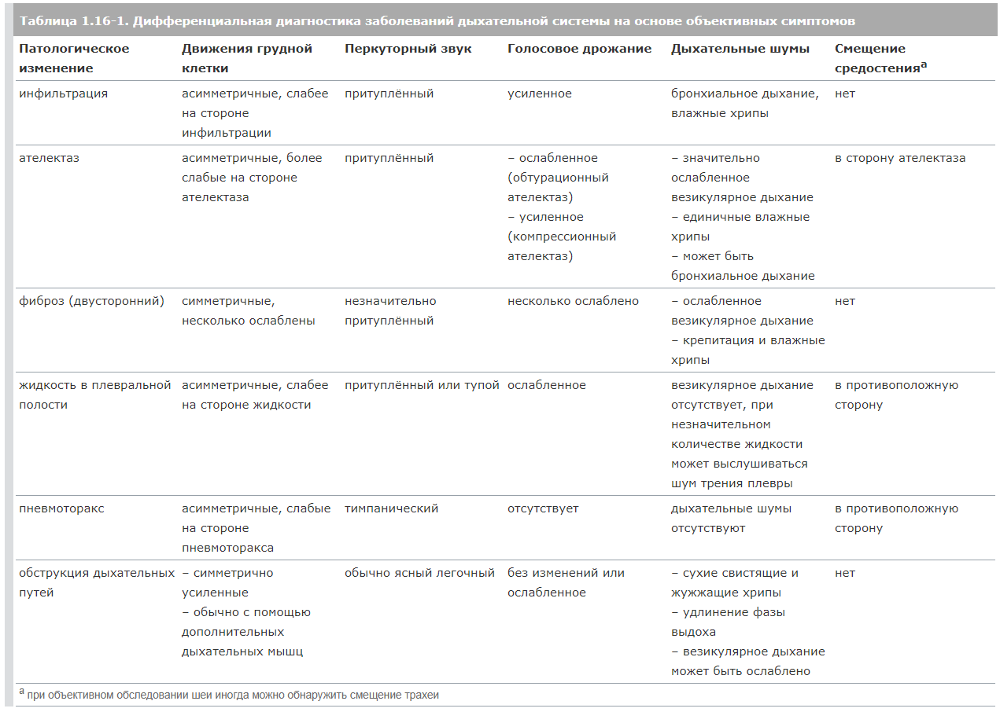 Таблица 1.16-1. Дифференциальная диагностика заболеваний дыхательной системы на основе объективных симптомов
Патологическое изменение
Движения грудной клетки
Перкуторный звук
Голосовое дрожание
Дыхательные шумы
Смещение средостенияª
инфильтрация
асимметричные, слабее
на стороне
инфильтрации
притуплённый
усиленное
бронхиальное дыхание,
влажные хрипы
нет
ателектаз
асимметричные, более
слабые на стороне
ателектаза
притуплённый
– ослабленное
(обтурационный
ателектаз)
– усиленное
(компрессионный
ателектаз)
– значительно
ослабленное
везикулярное дыхание
– единичные влажные
хрипы
– может быть
бронхиальное дыхание
в сторону ателектаза
фиброз (двусторонний)
симметричные,
несколько ослаблены
незначительно
притуплённый
несколько ослаблено
– ослабленное
везикулярное дыхание
– крепитация и влажные
хрипы
нет
жидкость в плевральной
полости
асимметричные, слабее
на стороне жидкости
притуплённый или тупой
ослабленное
везикулярное дыхание
отсутствует, при
незначительном
количестве жидкости
может выслушиваться
шум трения плевры
в противоположную
сторону
пневмоторакс
асимметричные, слабые
на стороне
пневмоторакса
тимпанический
отсутствует
дыхательные шумы
отсутствуют
в противоположную
сторону
обструкция дыхательных
путей
– симметрично
усиленные
– обычно с помощью
дополнительных
дыхательных мышц
обычно ясный легочный
без изменений или
ослабленное
– сухие свистящие и
жужжащие хрипы
– удлинение фазы
выдоха
– везикулярное дыхание
может быть ослаблено
нет
ª при объективном обследовании шеи иногда можно обнаружить смещение трахеи